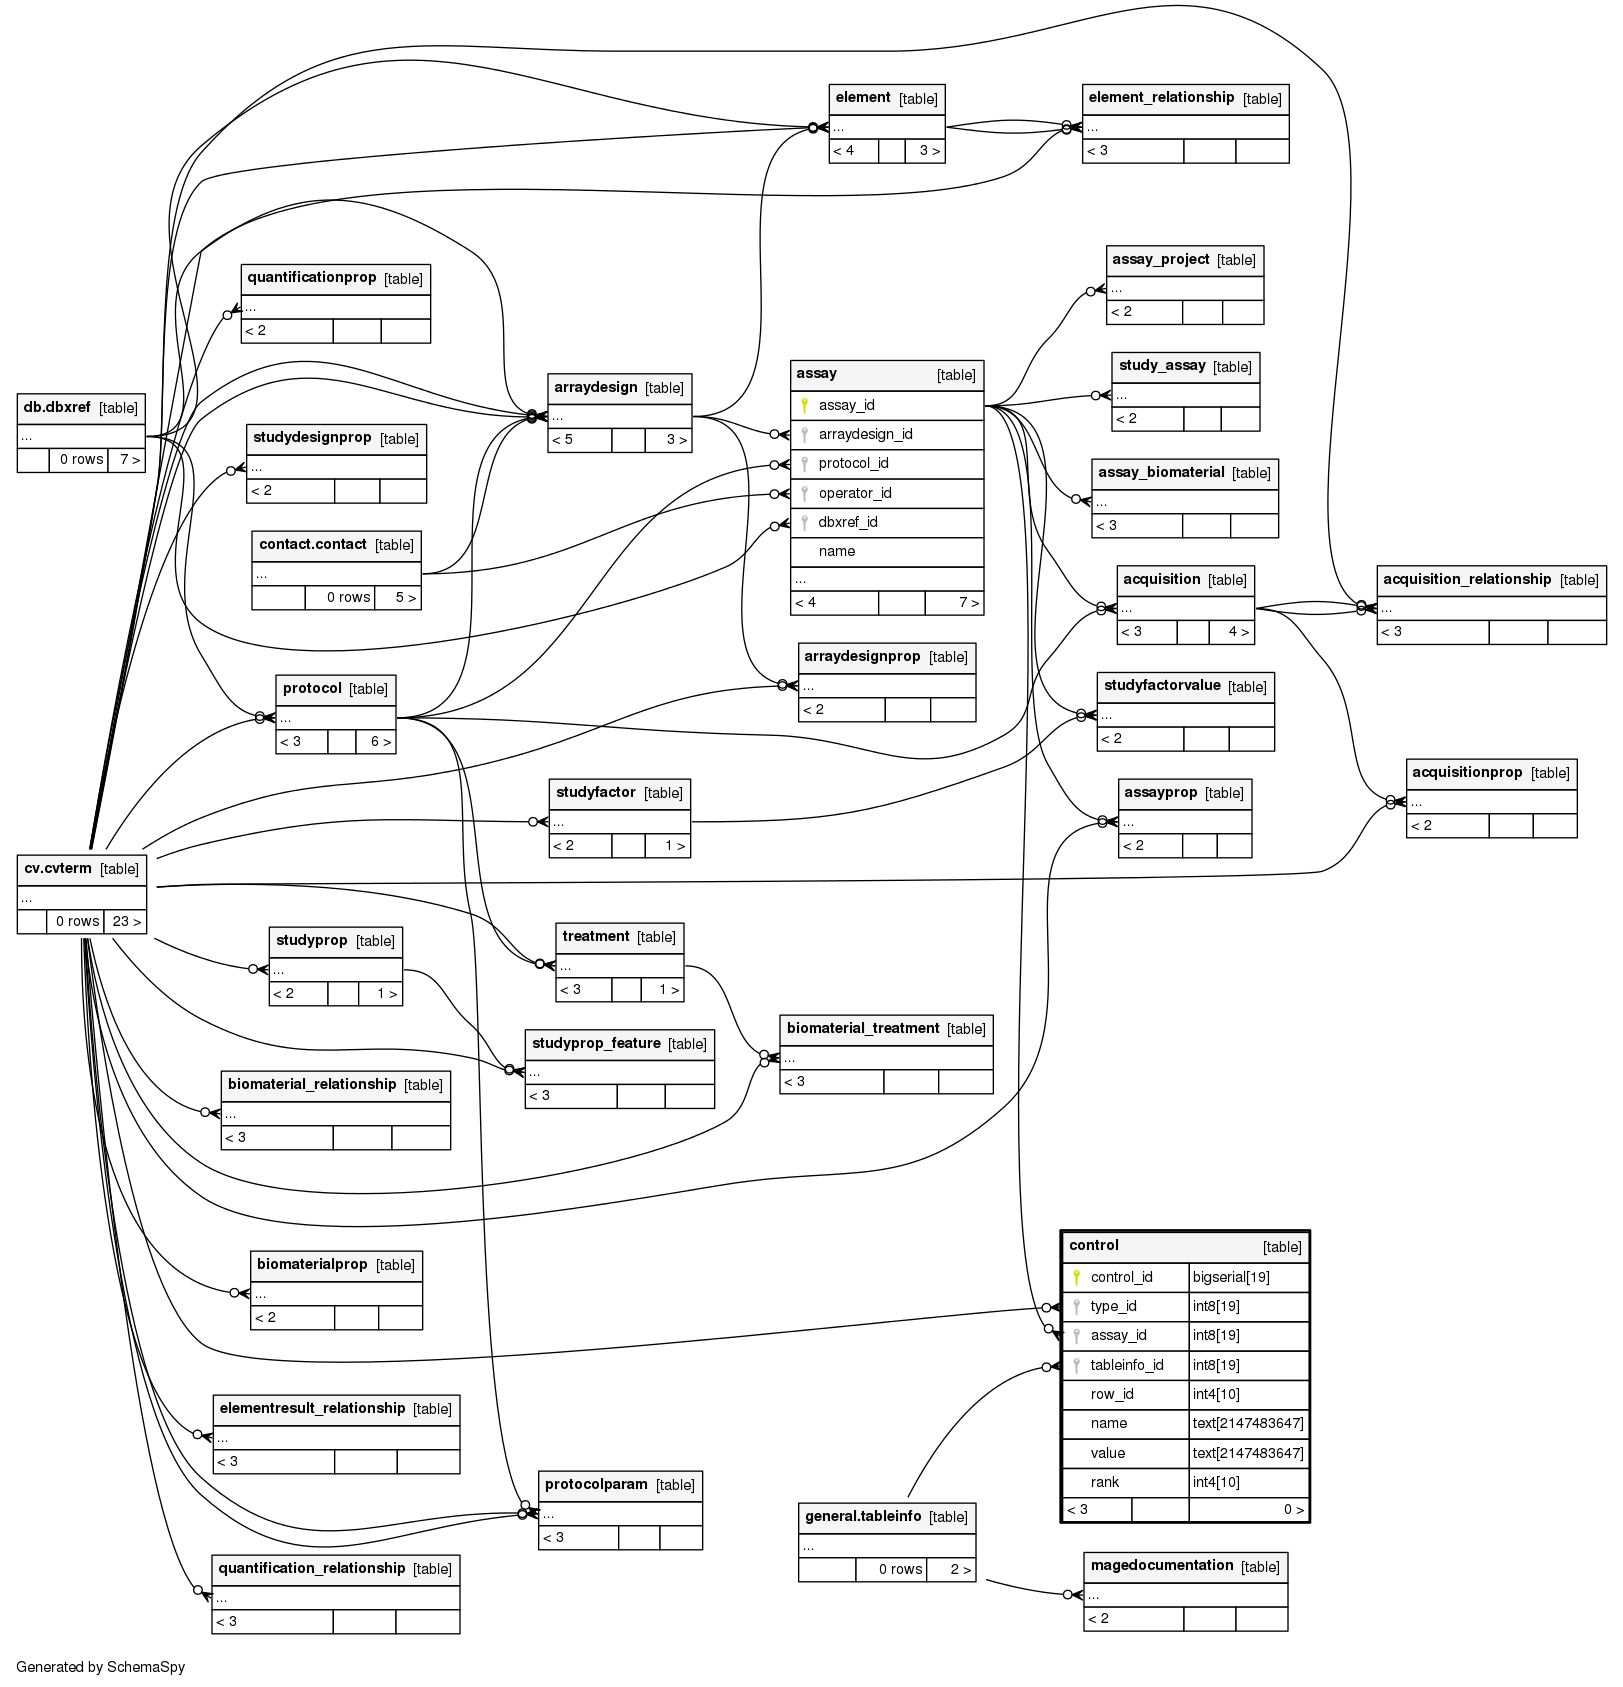 element [table]
...
< 4 3 >
element_relationship [table]
...
< 3
quantificationprop [table]
...
< 2
assay_project [table]
...
< 2
study_assay [table]
...
< 2
db.dbxref [table]
...
0 rows 7 >
studydesignprop [table]
...
< 2
arraydesign [table]
...
< 5 3 >
assay [table]
assay_id
arraydesign_id
protocol_id
operator_id
dbxref_id
name
...
< 4 7 >
assay_biomaterial [table]
...
< 3
contact.contact [table]
...
0 rows 5 >
acquisition [table]
...
< 3 4 >
acquisition_relationship [table]
...
< 3
protocol [table]
...
< 3 6 >
arraydesignprop [table]
...
< 2
studyfactorvalue [table]
...
< 2
studyfactor [table]
...
< 2 1 >
assayprop [table]
...
< 2
acquisitionprop [table]
...
< 2
cv.cvterm [table]
...
0 rows 23 >
studyprop [table]
...
< 2 1 >
treatment [table]
...
< 3 1 >
studyprop_feature [table]
...
< 3
biomaterial_treatment [table]
...
< 3
biomaterial_relationship [table]
...
< 3
biomaterialprop [table]
...
< 2
control [table]
control_id bigserial[19]
type_id int8[19]
assay_id int8[19]
tableinfo_id int8[19]
row_id int4[10]
name text[2147483647]
value text[2147483647]
rank int4[10]
< 3 0 >
elementresult_relationship [table]
...
< 3
protocolparam [table]
...
< 3
general.tableinfo [table]
...
0 rows 2 >
quantification_relationship [table]
...
< 3
magedocumentation [table]
...
< 2
Generated by SchemaSpy